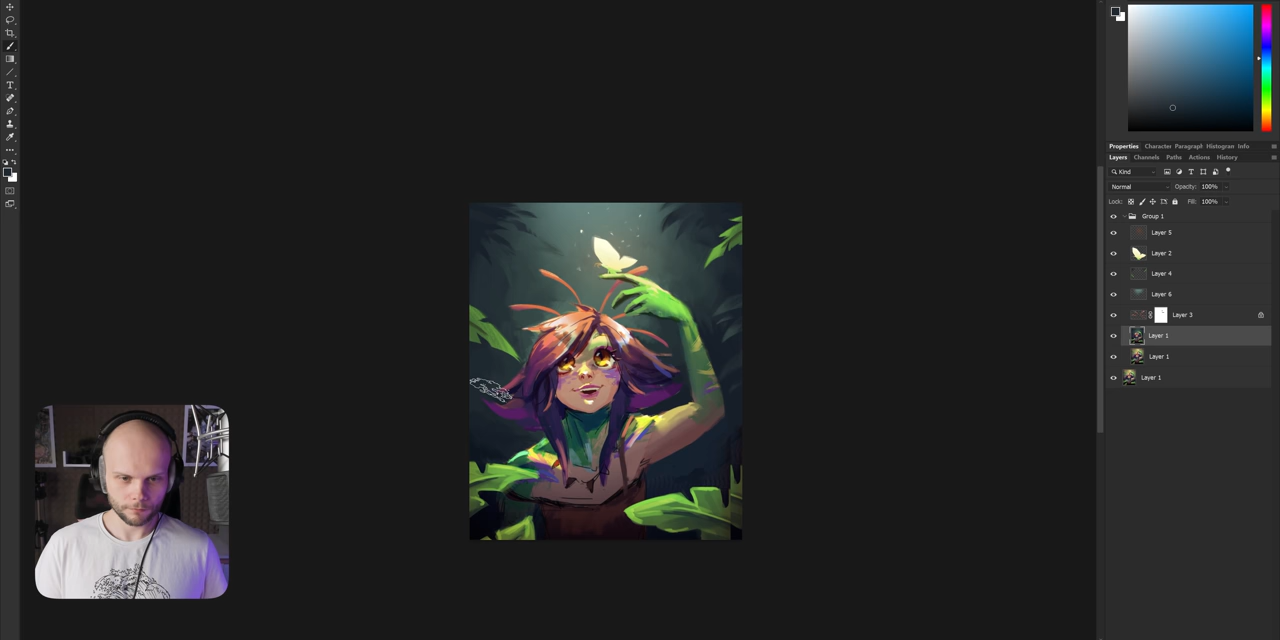 Properties Character Paragraph Histogram Info
Layers Channels Paths Actions History
Kind
Normal Opacity: 100%
Lock: Fill: 100%
Group 1
Layer 5
Layer 2
Layer 4
Layer 6
Layer 3
Layer 1
Layer 1
Layer 1